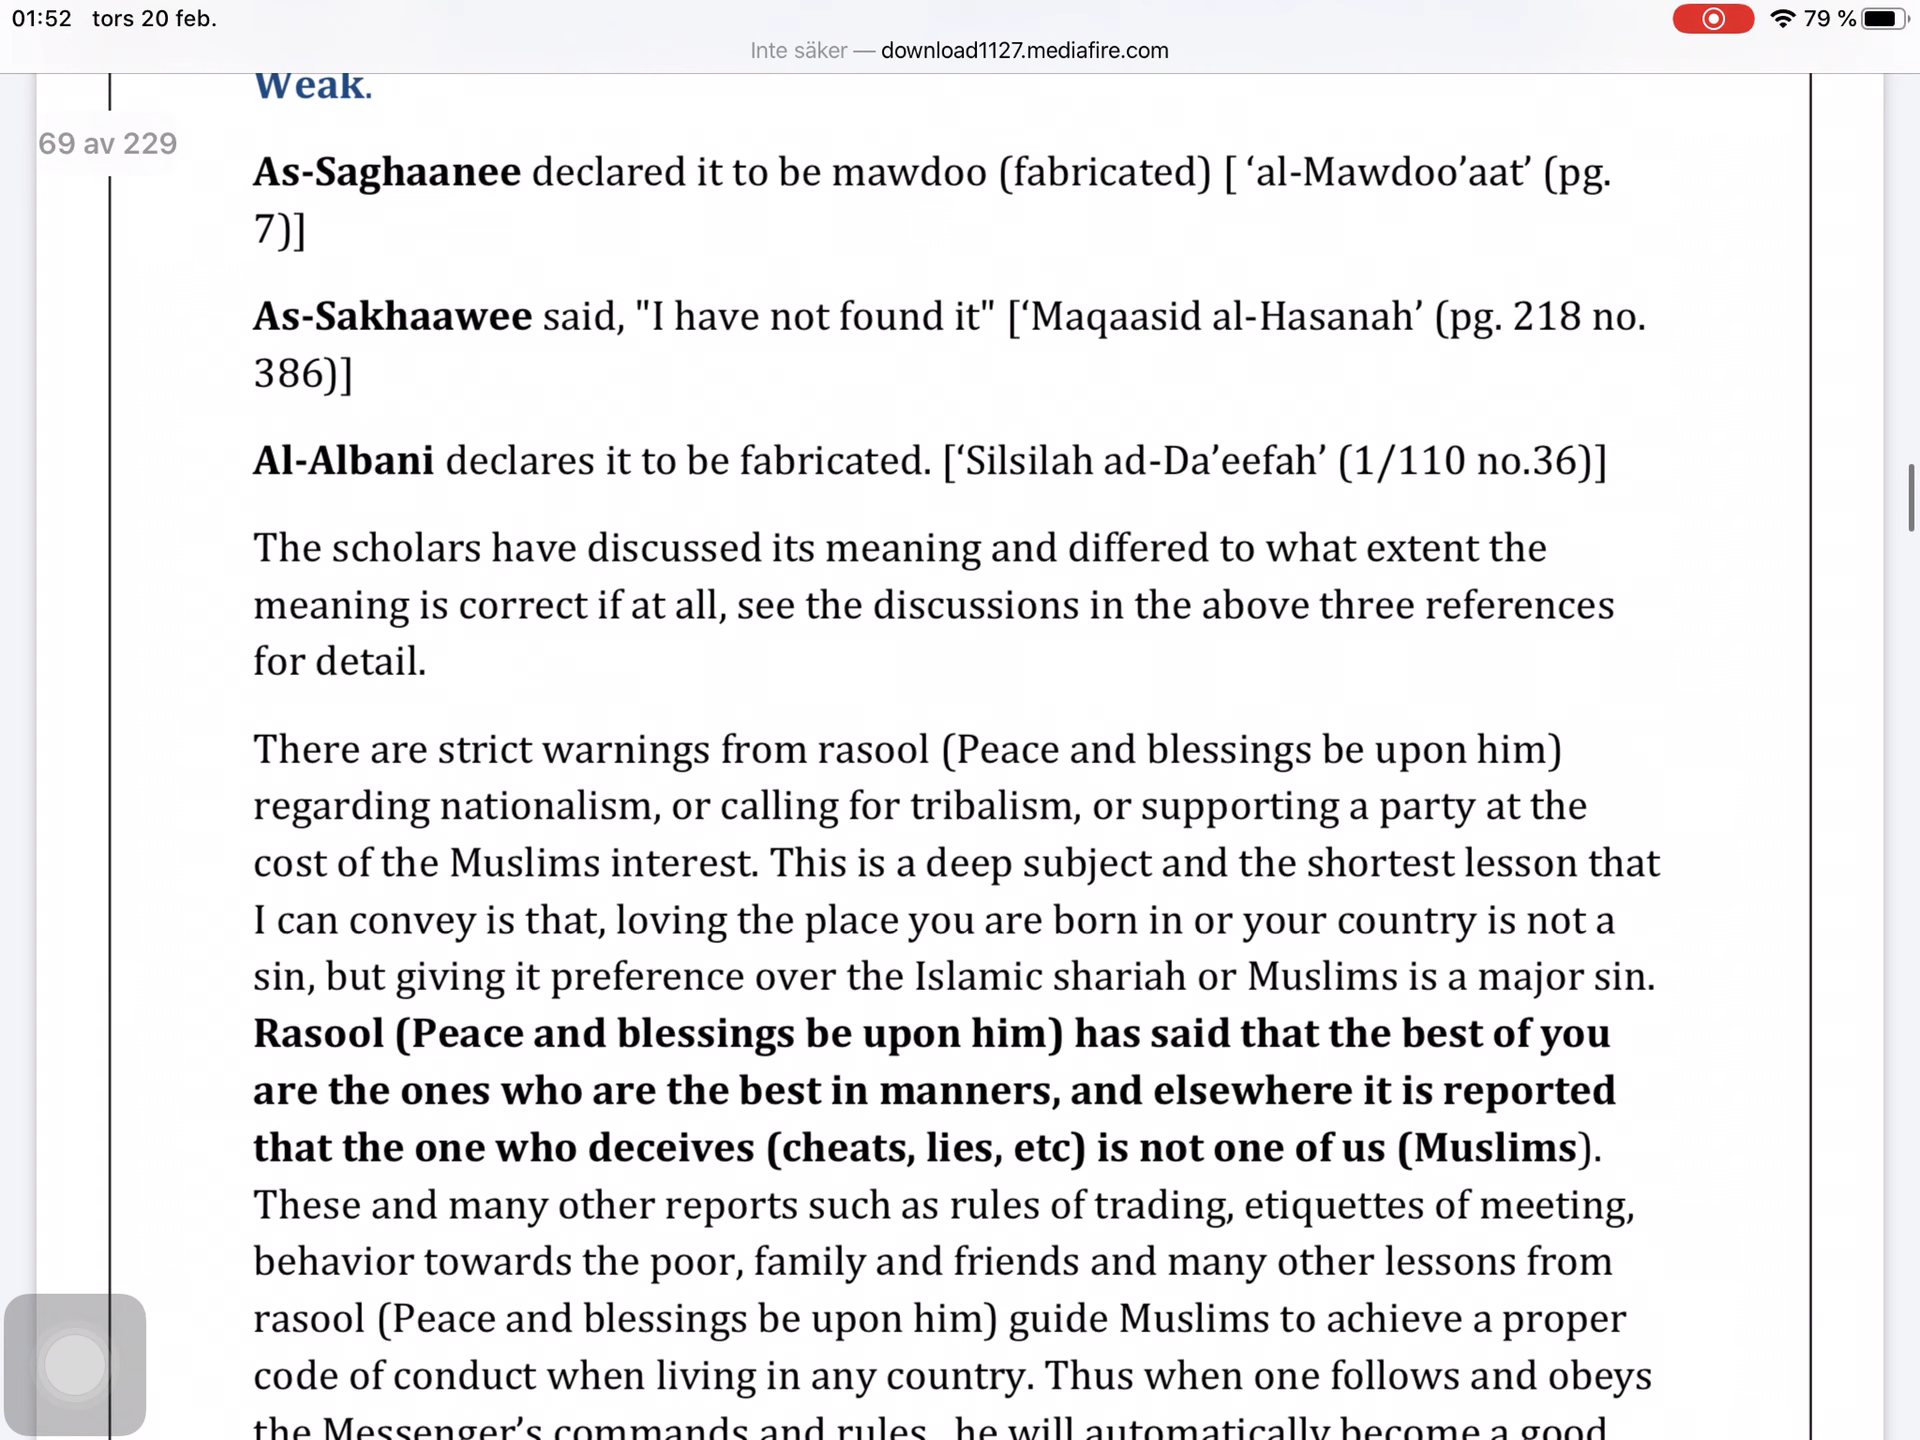 01:52 tors 20 feb.
79 %
Inte säker — download1127.mediafire.com
Weak.
69 av 229
As-Saghaanee declared it to be mawdoo (fabricated) [ ‘al-Mawdoo’aat’ (pg.
7)]
As-Sakhaawee said, "I have not found it" [‘Maqaasid al-Hasanah’ (pg. 218 no.
386)]
Al-Albani declares it to be fabricated. [‘Silsilah ad-Da’eefah’ (1/110 no.36)]
The scholars have discussed its meaning and differed to what extent the
meaning is correct if at all, see the discussions in the above three references
for detail.
There are strict warnings from rasool (Peace and blessings be upon him)
regarding nationalism, or calling for tribalism, or supporting a party at the
cost of the Muslims interest. This is a deep subject and the shortest lesson that
I can convey is that, loving the place you are born in or your country is not a
sin, but giving it preference over the Islamic shariah or Muslims is a major sin.
Rasool (Peace and blessings be upon him) has said that the best of you
are the ones who are the best in manners, and elsewhere it is reported
that the one who deceives (cheats, lies, etc) is not one of us (Muslims).
These and many other reports such as rules of trading, etiquettes of meeting,
behavior towards the poor, family and friends and many other lessons from
rasool (Peace and blessings be upon him) guide Muslims to achieve a proper
code of conduct when living in any country. Thus when one follows and obeys
the Messenger’s commands and rules, he will automatically become a good